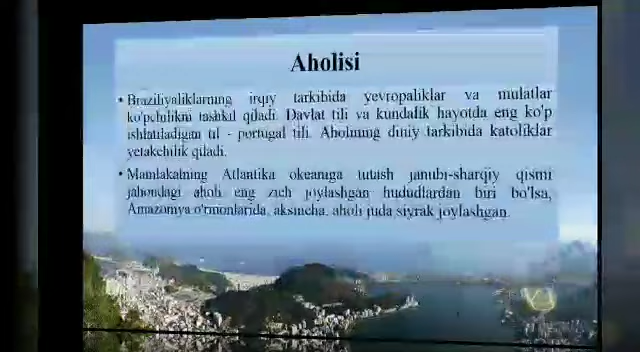 Aholisi
• Braziliyaliklarning irqiy tarkibida yevropaliklar va mulatlar
ko'pchilikni tashkil qiladi. Davlat tili va kundalik hayotda eng ko'p
ishlatiladigan til - portugal tili. Aholining diniy tarkibida katoliklar
yetakchilik qiladi.
• Mamlakatning Atlantika okeaniga tutash janubi-sharqiy qismi
jahondagi aholi eng zich joylashgan hududlardan biri bo'lsa,
Amazoniya o'rmonlarida, aksincha, aholi juda siyrak joylashgan.